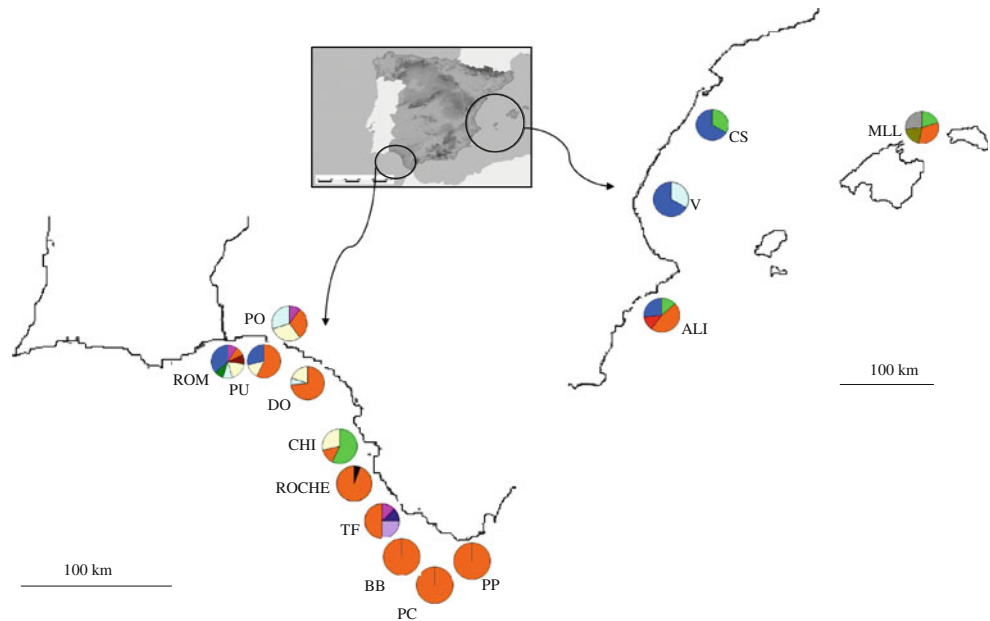 CS
MLL
V
PO
ALI
ROM
PU
DO
100 km
CHI
ROCHE
TF
100 km
BB
PP
PC